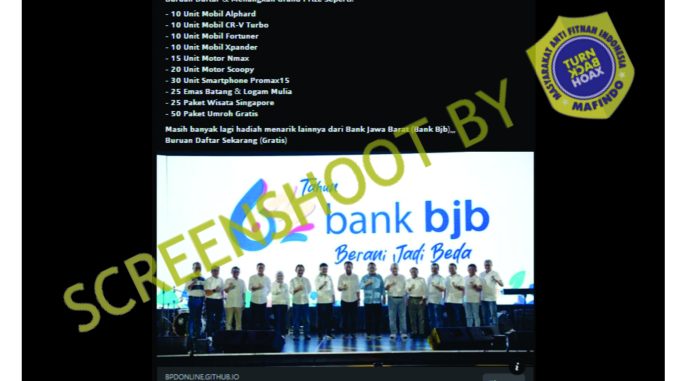 Buruan Daftar & Menangkan Grand Prize Seperti:
- 10 Unit Mobil Alphard
- 10 Unit Mobil CR-V Turbo
- 10 Unit Mobil Fortuner
- 10 Unit Mobil Xpander
- 15 Unit Motor Nmax
- 20 Unit Motor Scoopy
- 30 Unit Smartphone Promax15
- 25 Emas Batang & Logam Mulia
- 25 Paket Wisata Singapore
- 50 Paket Umroh Gratis
Masih banyak lagi hadiah menarik lainnya dari Bank Jawa Barat (Bank Bjb),,,
Buruan Daftar Sekarang (Gratis)
MASYARAKAT ANTI FITNAH INDONESIA
TURN
BACK
HOAX
MAFINDO
SCREENSHOOT BY
62
Tahun
bank bjb
Berani Jadi Beda
BPDONLINE.GITHUB.IO